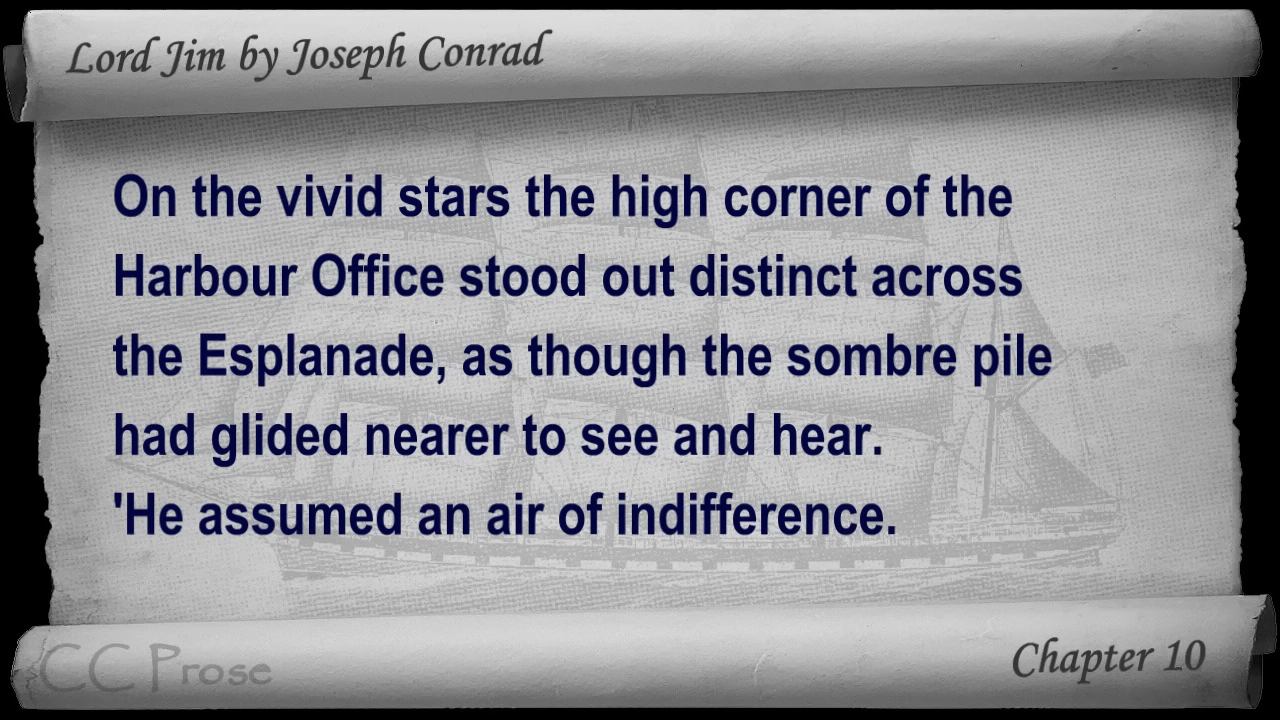 Lord Jim by Joseph Conrad
On the vivid stars the high corner of the
Harbour Office stood out distinct across
the Esplanade, as though the sombre pile
had glided nearer to see and hear.
'He assumed an air of indifference.
CC Prose
Chapter 10